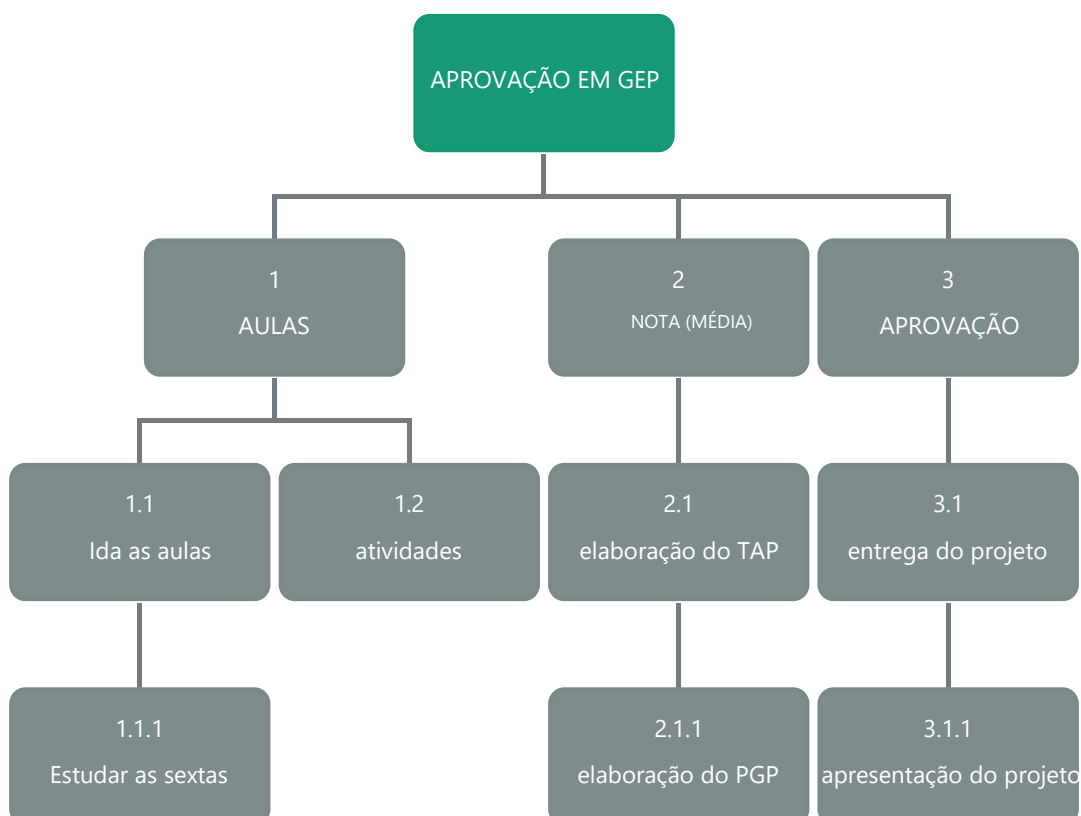 APROVAÇÃO EM GEP
1
AULAS
2
NOTA (MÉDIA)
3
APROVAÇÃO
1.1
Ida as aulas
1.2
atividades
2.1
elaboração do TAP
3.1
entrega do projeto
1.1.1
Estudar as sextas
2.1.1
elaboração do PGP
3.1.1
apresentação do projeto